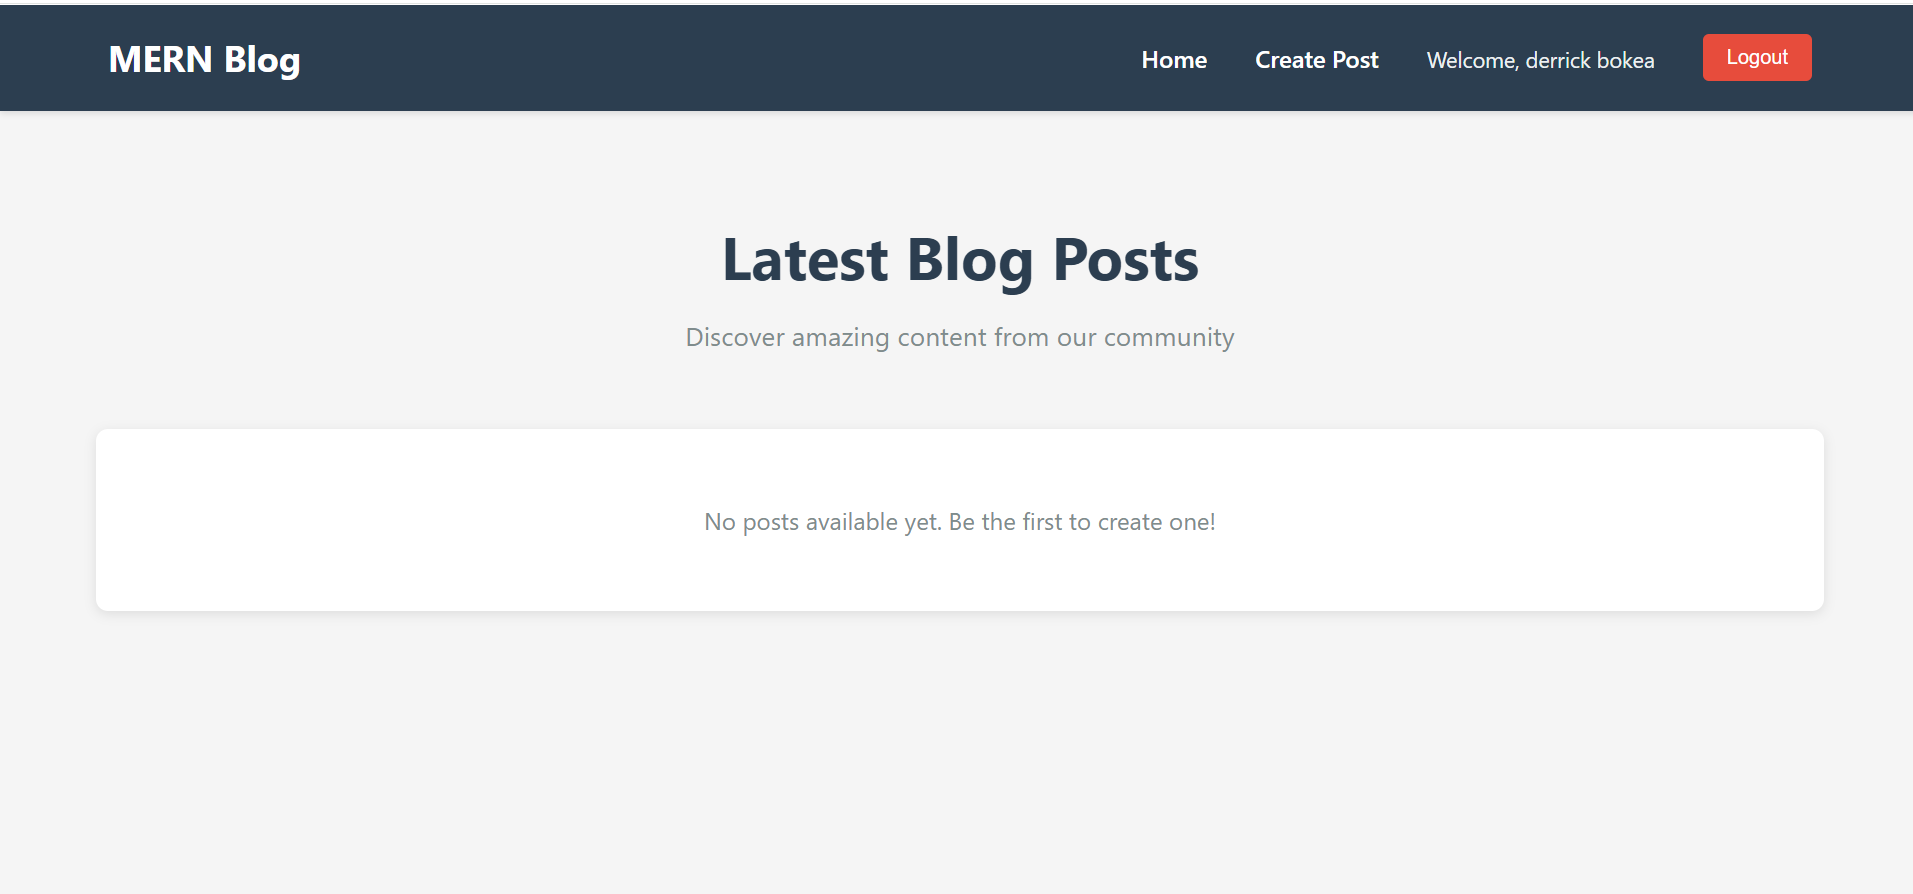 MERN Blog
Home Create Post Welcome, derrick bokea Logout
Latest Blog Posts
Discover amazing content from our community
No posts available yet. Be the first to create one!